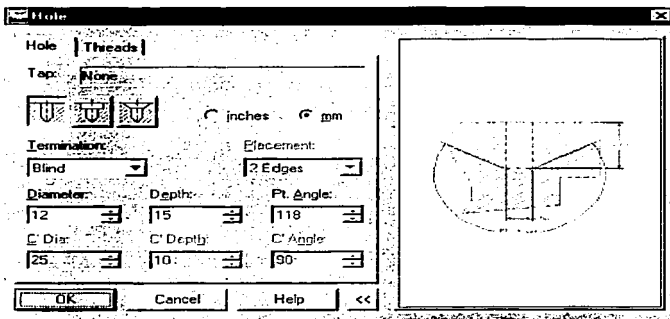 Hole
Hole Threads
Tap: None
inches mm
Termination: Placement:
Blind 2 Edges
Diameter: Depth: Pt. Angle:
12 15 118
C' Dia: C' Depth: C' Angle:
25 10 90
OK Cancel Help <<